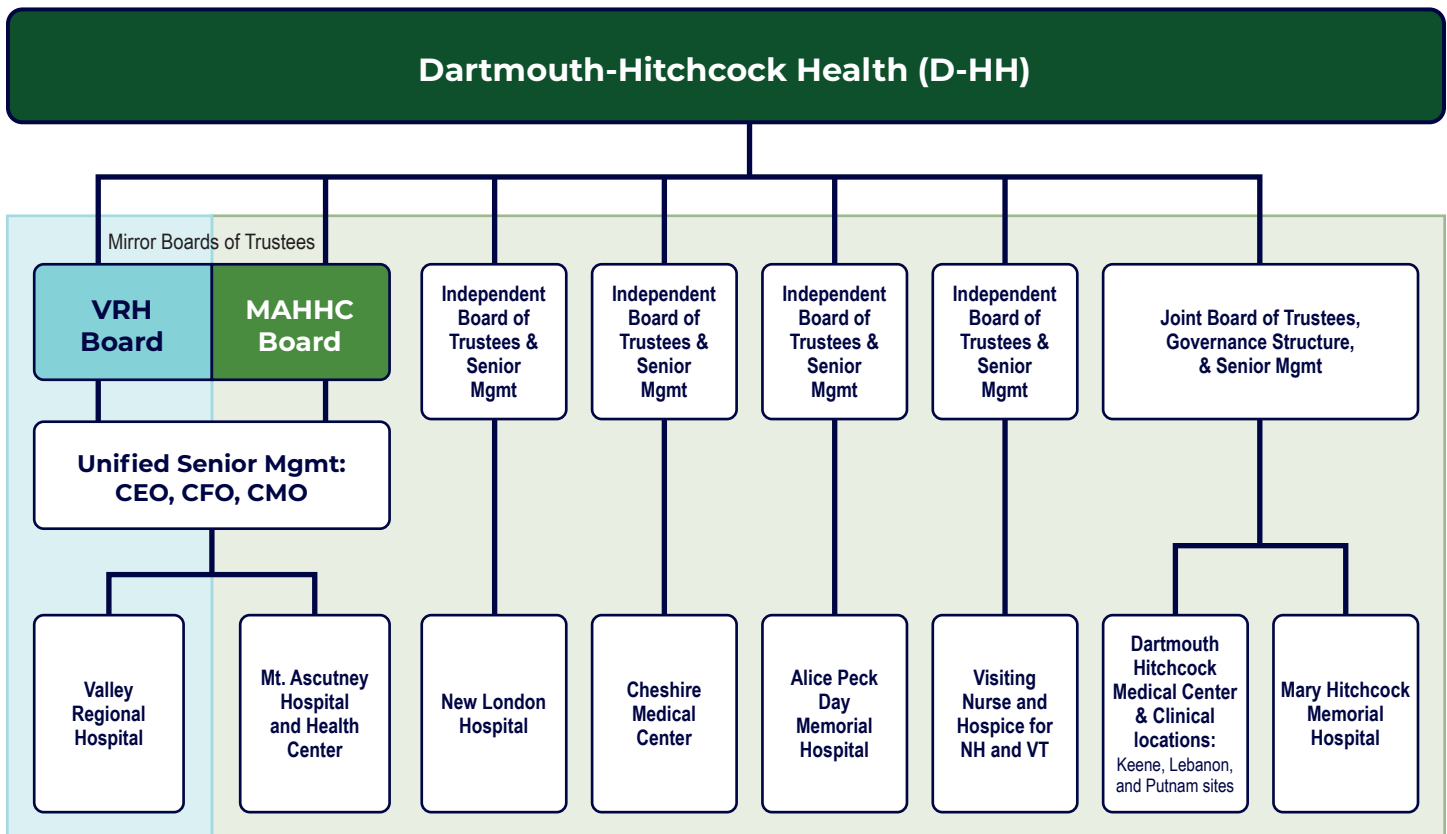 Dartmouth-Hitchcock Health (D-HH)
Mirror Boards of Trustees
VRH
Board
MAHHC
Board
Independent
Board of
Trustees &
Senior
Mgmt
Independent
Board of
Trustees &
Senior
Mgmt
Independent
Board of
Trustees &
Senior
Mgmt
Independent
Board of
Trustees &
Senior
Mgmt
Joint Board of Trustees,
Governance Structure,
& Senior Mgmt
Unified Senior Mgmt:
CEO, CFO, CMO
Valley
Regional
Hospital
Mt. Ascutney
Hospital
and Health
Center
New London
Hospital
Cheshire
Medical
Center
Alice Peck
Day
Memorial
Hospital
Visiting
Nurse and
Hospice for
NH and VT
Dartmouth
Hitchcock
Medical Center
& Clinical
locations:
Keene, Lebanon,
and Putnam sites
Mary Hitchcock
Memorial
Hospital